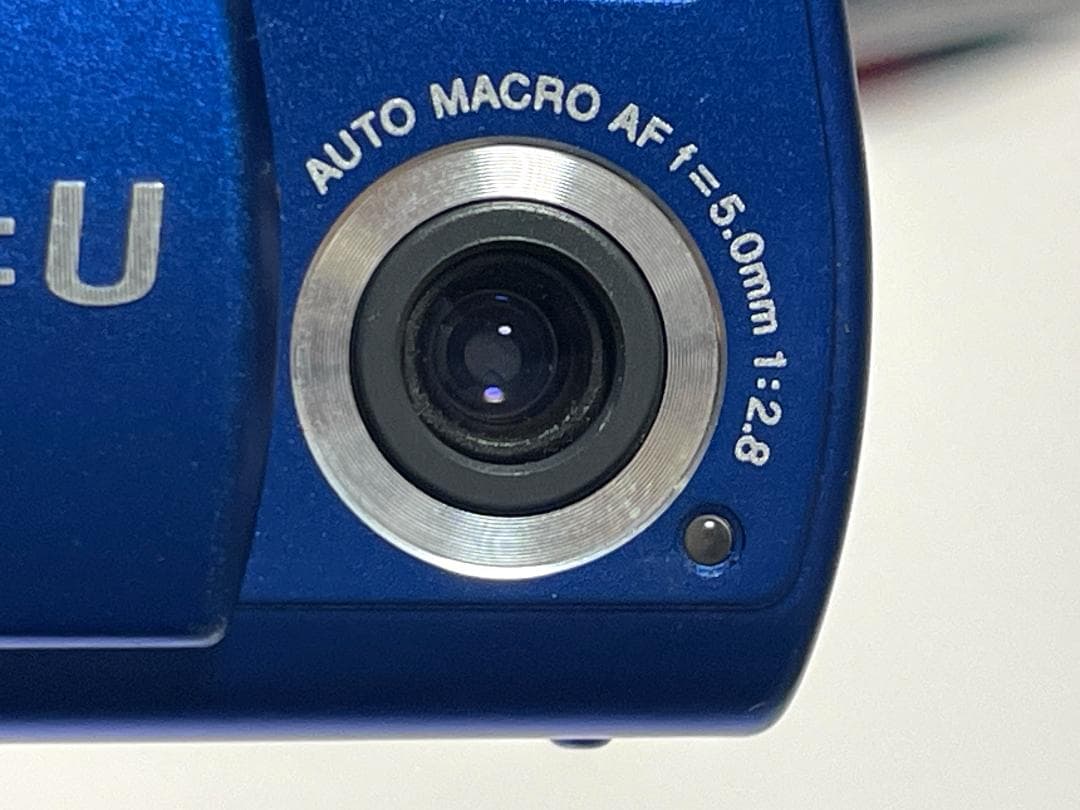 U
AUTO MACRO AF f=5.0mm 1:2.8